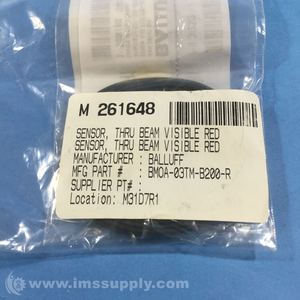 BALLUFF
M 261648
SENSOR, THRU BEAM VISIBLE RED
SENSOR, THRU BEAM VISIBLE RED
MANUFACTURER : BALLUFF
MFG PART # : BMOA-03TM-B200-R
SUPPLIER PT# :
Location: M31D7R1
www.imssupply.com